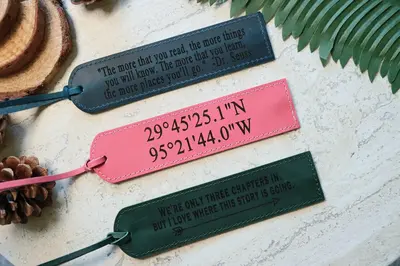 "The more that you read, the more things
you will know. The more that you learn,
the more places you'll go." -Dr. Seuss
29°45'25.1"N
95°21'44.0"W
WE'RE ONLY THREE CHAPTERS IN,
BUT I LOVE WHERE THIS STORY IS GOING.